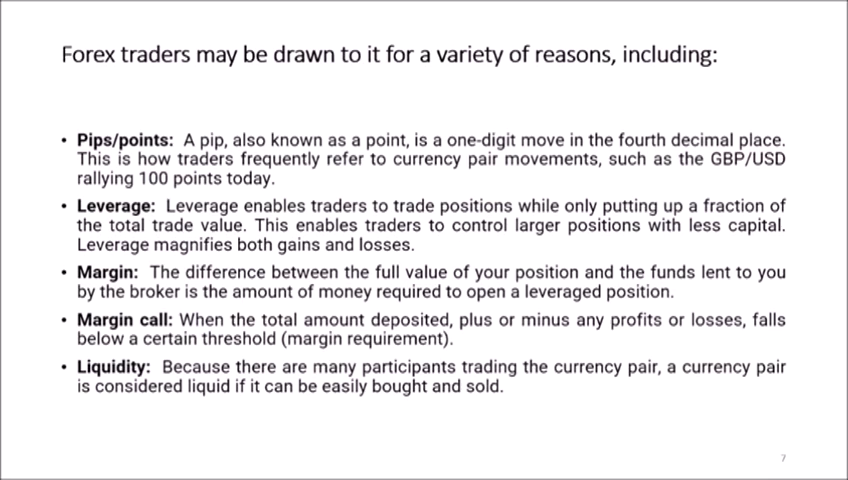 Forex traders may be drawn to it for a variety of reasons, including:
• Pips/points: A pip, also known as a point, is a one-digit move in the fourth decimal place.
This is how traders frequently refer to currency pair movements, such as the GBP/USD
rallying 100 points today.
• Leverage: Leverage enables traders to trade positions while only putting up a fraction of
the total trade value. This enables traders to control larger positions with less capital.
Leverage magnifies both gains and losses.
• Margin: The difference between the full value of your position and the funds lent to you
by the broker is the amount of money required to open a leveraged position.
• Margin call: When the total amount deposited, plus or minus any profits or losses, falls
below a certain threshold (margin requirement).
• Liquidity: Because there are many participants trading the currency pair, a currency pair
is considered liquid if it can be easily bought and sold.
7